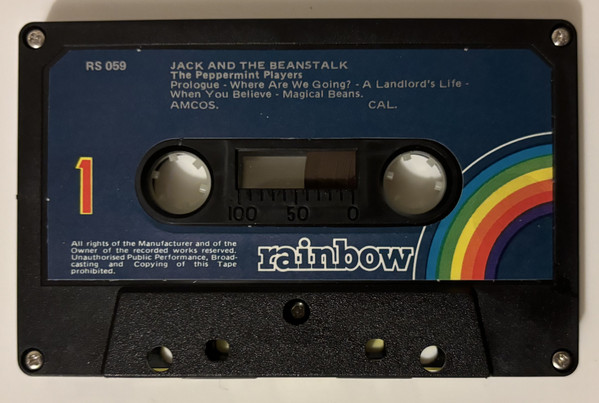 RS 059
JACK AND THE BEANSTALK
The Peppermint Players
Prologue - Where Are We Going? - A Landlord's Life -
When You Believe - Magical Beans.
AMCOS. CAL.
1
100 50 0
All rights of the Manufacturer and of the
Owner of the recorded works reserved.
Unauthorised Public Performance, Broad-
casting and Copying of this Tape
prohibited.
rainbow